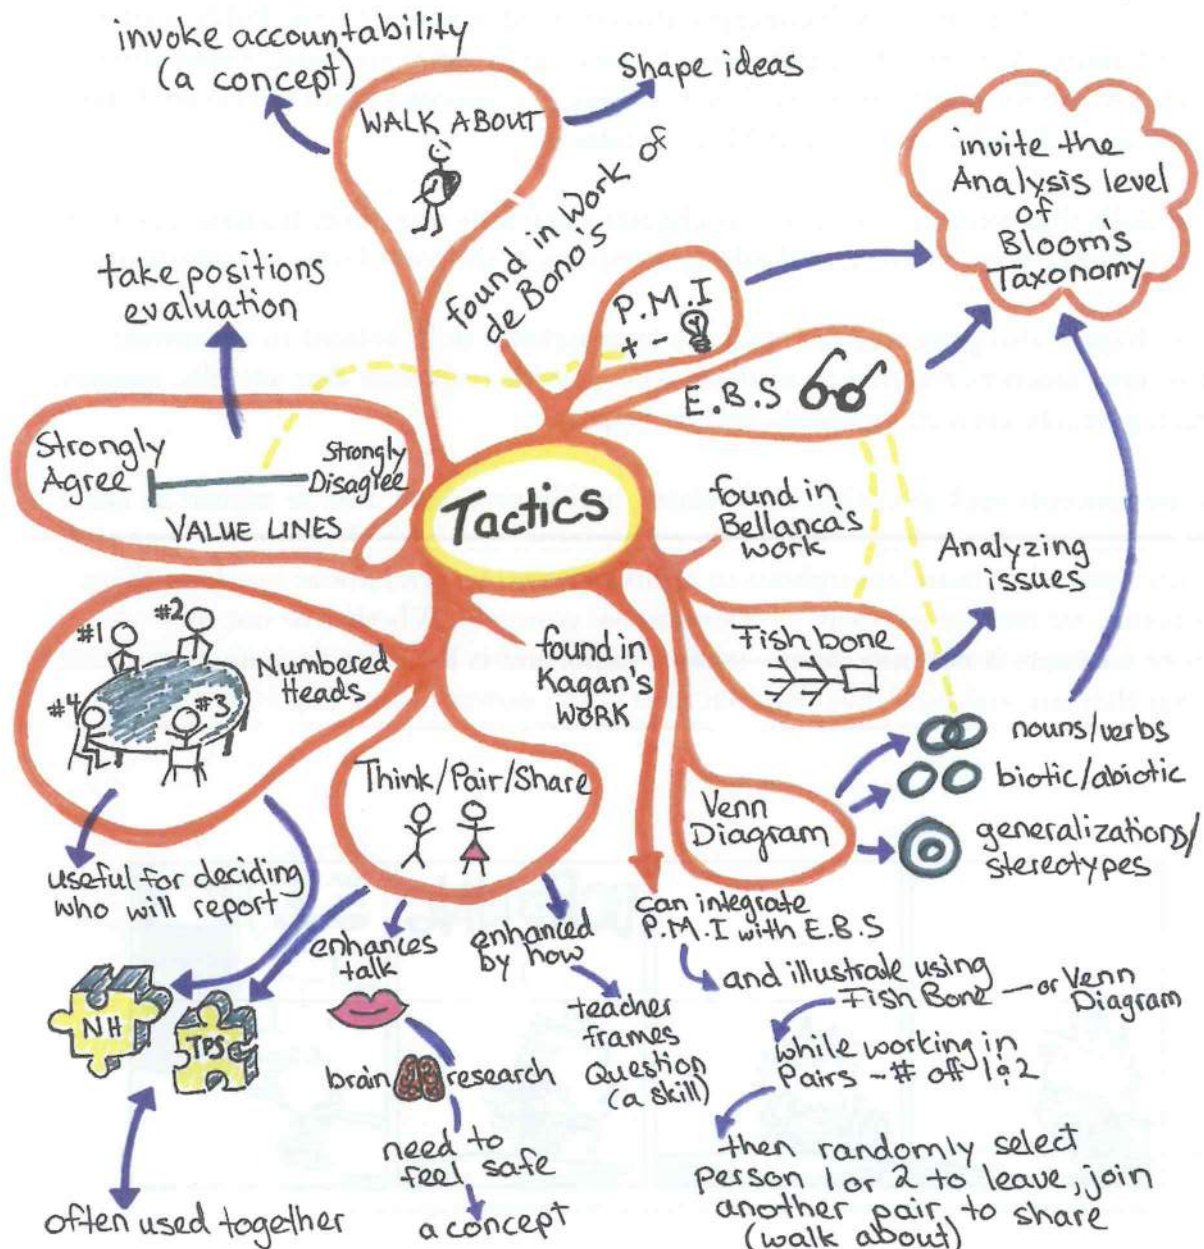 invoke accountability
(a concept)
Shape ideas
WALK ABOUT
found in Work of
de Bono's
invite the
Analysis level
of
Bloom's
Taxonomy
take positions
evaluation
P.M.I
+ -
E.B.S
Strongly
Agree
Strongly
Disagree
VALUE LINES
Tactics
found in
Bellanca's
work
Analyzing
issues
#1
#2
#4
#3
Numbered
Heads
found in
Kagan's
WORK
Fish bone
nouns/verbs
biotic/abiotic
generalizations/
stereotypes
Think/Pair/Share
Venn
Diagram
useful for deciding
who will report
enhances
talk
enhanced
by how
can integrate
P.M.I with E.B.S
and illustrate using
Fish Bone — or Venn
Diagram
NH
TPS
teacher
frames
Question
(a skill)
while working in
Pairs - # off 1 & 2
brain research
need to
feel safe
a concept
then randomly select
person 1 or 2 to leave, join
another pair, to share
(walk about)
often used together